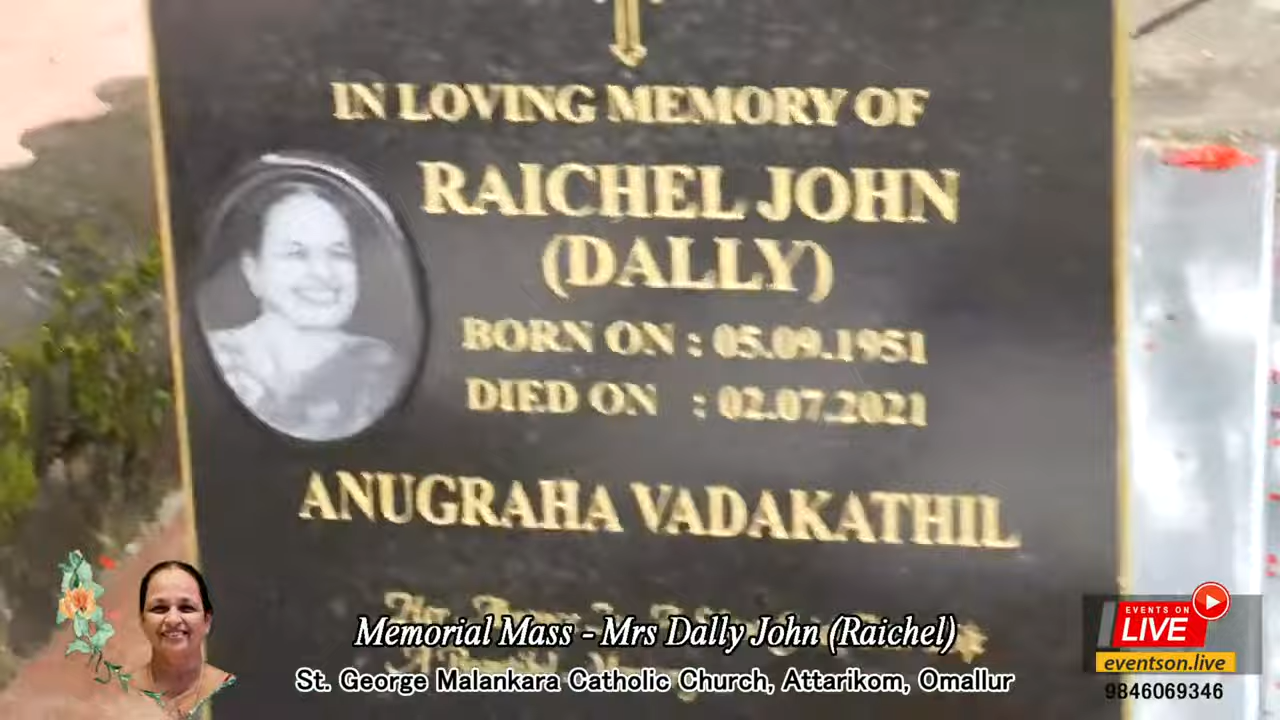 IN LOVING MEMORY OF
RAICHEL JOHN
(DALLY)
BORN ON : 05.09.1951
DIED ON : 02.07.2021
ANUGRAHA VADAKATHIL
Memorial Mass - Mrs Dally John (Raichel)
St. George Malankara Catholic Church, Attarikom, Omallur
EVENTS ON
LIVE
eventson.live
9846069346